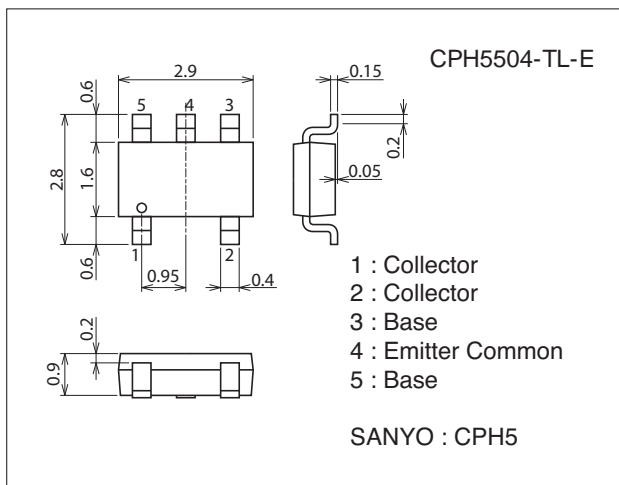 CPH5504-TL-E
2.9
0.15
0.6
5
4
3
0.2
2.8
1.6
0.05
0.6
1
2
0.95
0.4
1 : Collector
2 : Collector
3 : Base
4 : Emitter Common
5 : Base
0.2
0.9
SANYO : CPH5